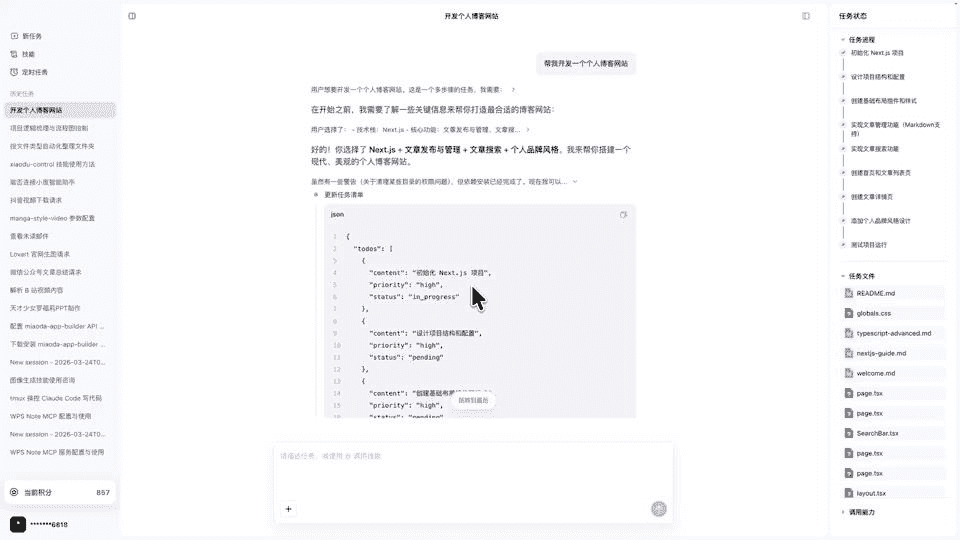 新任务
技能
定时任务
历史任务
开发个人博客网站
项目逻辑梳理与流程图绘制
按文件类型自动化整理文件夹
xiaodu-control 技能使用方法
能否连接小度智能助手
抖音视频下载请求
manga-style-video 参数配置
查看未读邮件
Lovart 官网生图请求
微信公众号文章总结请求
解析 B 站视频内容
天才少女罗福莉PPT制作
配置 miaoda-app-builder API ...
下载安装 miaoda-app-builder ...
New session - 2026-03-24T0...
图像生成技能使用咨询
tmux 操控 Claude Code 写代码
WPS Note MCP 配置与使用
New session - 2026-03-24T0...
WPS Note MCP 服务配置与使用
当前积分 857
*******6818
开发个人博客网站
帮我开发一个个人博客网站
用户想要开发一个个人博客网站。这是一个多步骤的任务，我需要：
在开始之前，我需要了解一些关键信息来帮你打造最合适的博客网站：
用户选择了： - 技术栈：Next.js - 核心功能：文章发布与管理、文章搜...
好的！你选择了 Next.js + 文章发布与管理 + 文章搜索 + 个人品牌风格，我来帮你搭建一个
现代、美观的个人博客网站。
虽然有一些警告（关于清理某些目录的权限问题），但依赖安装已经完成了。现在我可以...
更新任务清单
json
1 {
2 "todos": [
3 {
4 "content": "初始化 Next.js 项目",
5 "priority": "high",
6 "status": "in_progress"
7 },
8 {
9 "content": "设计项目结构和配置",
10 "priority": "high",
11 "status": "pending"
12 },
13 {
14 "content": "创建基础布局
15 "priority": "high",
16 "status": "pending"
跳转到最后
请描述任务，或使用 @ 调用技能
任务状态
任务进程
初始化 Next.js 项目
设计项目结构和配置
创建基础布局组件和样式
实现文章管理功能（Markdown支
持）
实现文章搜索功能
创建首页和文章列表页
创建文章详情页
添加个人品牌风格设计
测试项目运行
任务文件
README.md
globals.css
typescript-advanced.md
nextjs-guide.md
welcome.md
page.tsx
page.tsx
SearchBar.tsx
page.tsx
page.tsx
layout.tsx
调用能力